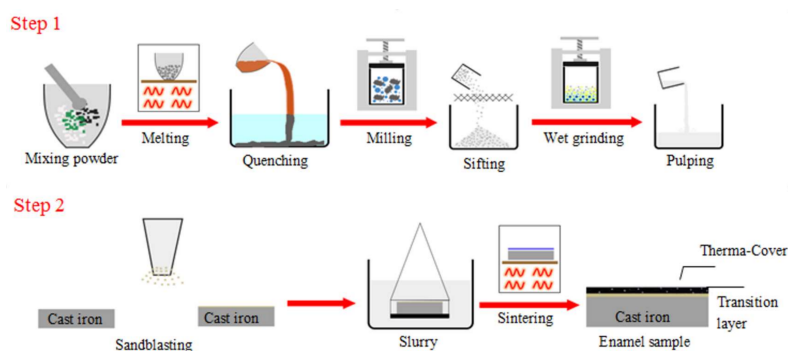 Step 1
Mixing powder
Melting
Quenching
Milling
Sifting
Wet grinding
Pulping
Step 2
Cast iron
Sandblasting
Cast iron
Slurry
Sintering
Therma-Cover
Transition
layer
Cast iron
Enamel sample